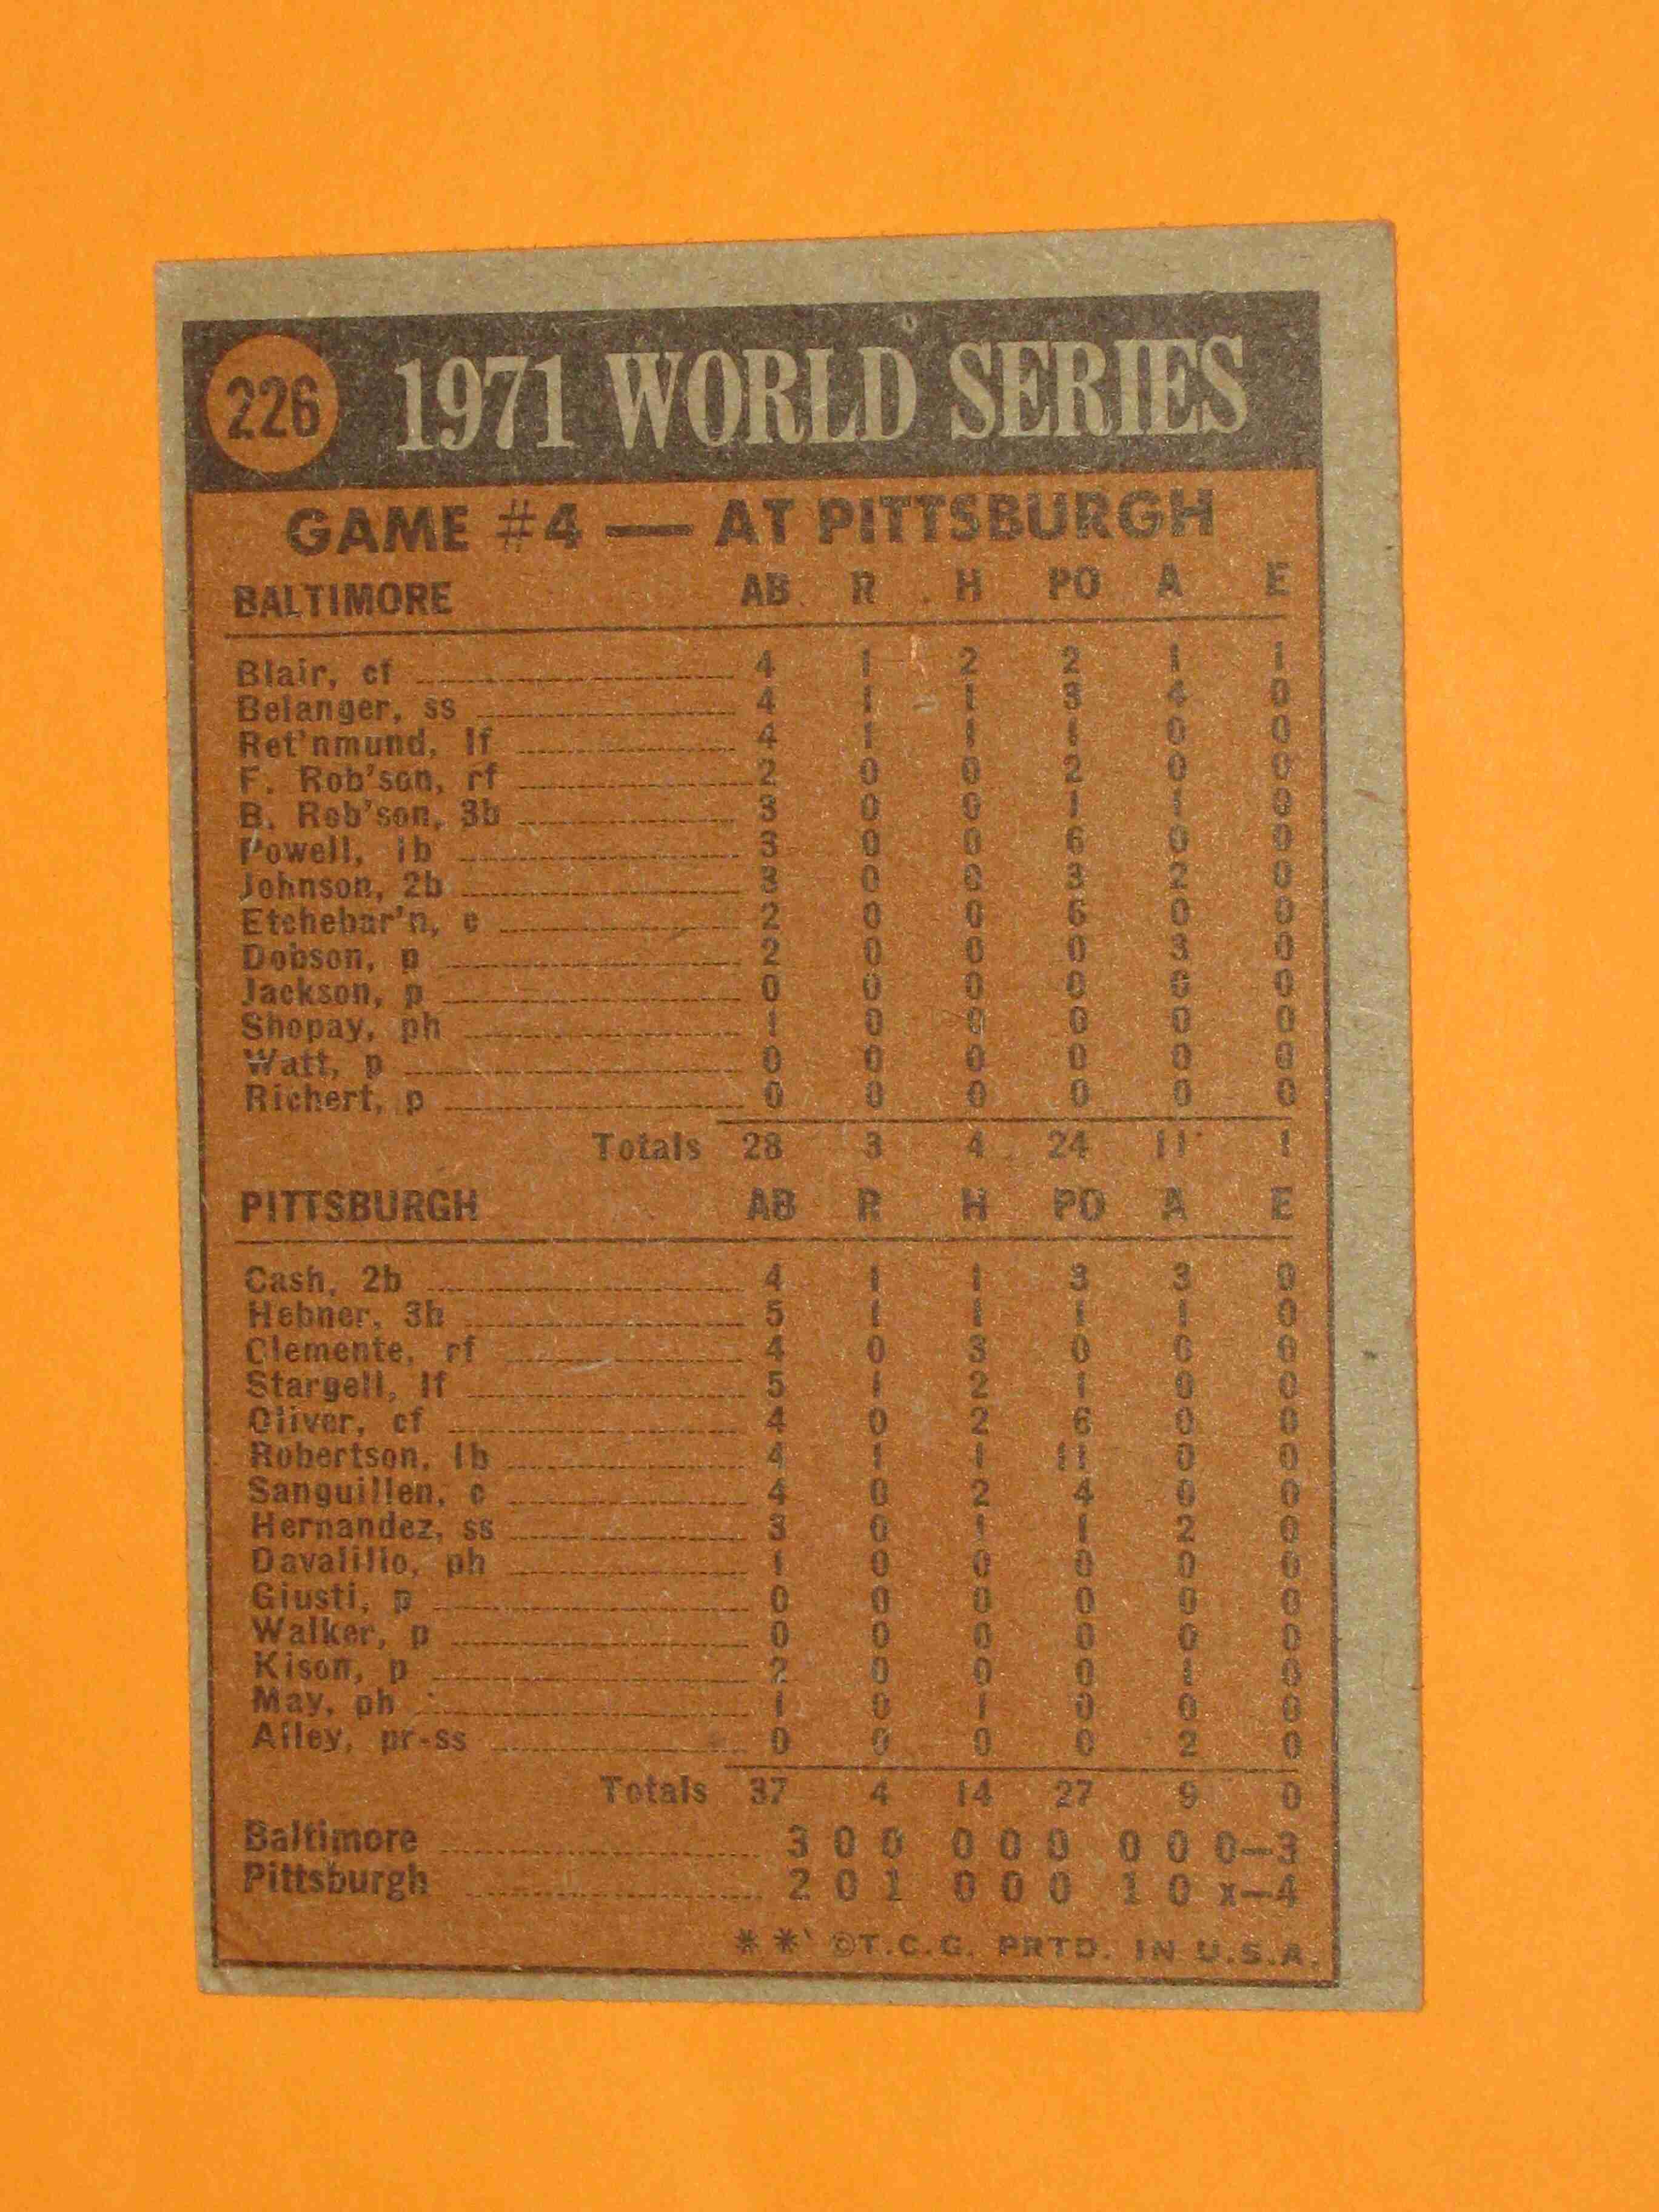 226 1971 WORLD SERIES
GAME #4 — AT PITTSBURGH
BALTIMORE AB R H PO A E
Blair, cf 4 1 2 2 1 1
Belanger, ss 4 1 1 3 4 0
Ret'nmund, lf 4 1 1 1 0 0
F. Rob'son, rf 2 0 0 2 0 0
B. Rob'son, 3b 3 0 0 1 1 0
Powell, 1b 3 0 0 6 0 0
Johnson, 2b 3 0 0 3 2 0
Etchebar'n, c 2 0 0 6 0 0
Dobson, p 2 0 0 0 3 0
Jackson, p 0 0 0 0 0 0
Shopay, ph 1 0 0 0 0 0
Watt, p 0 0 0 0 0 0
Richert, p 0 0 0 0 0 0
Totals 28 3 4 24 11 1
PITTSBURGH AB R H PO A E
Cash, 2b 4 1 1 3 3 0
Hebner, 3b 5 1 1 1 1 0
Clemente, rf 4 0 3 0 0 0
Stargell, lf 5 1 2 1 0 0
Oliver, cf 4 0 2 6 0 0
Robertson, 1b 4 1 1 11 0 0
Sanguillen, c 4 0 2 4 0 0
Hernandez, ss 3 0 1 1 2 0
Davalillo, ph 1 0 0 0 0 0
Giusti, p 0 0 0 0 0 0
Walker, p 0 0 0 0 0 0
Kison, p 2 0 0 0 1 0
May, ph 1 0 1 0 0 0
Alley, pr-ss 0 0 0 0 2 0
Totals 37 4 14 27 9 0
Baltimore 3 0 0 0 0 0 0 0 0—3
Pittsburgh 2 0 1 0 0 0 1 0 x—4
** ©T.C.G. PRTD. IN U.S.A.